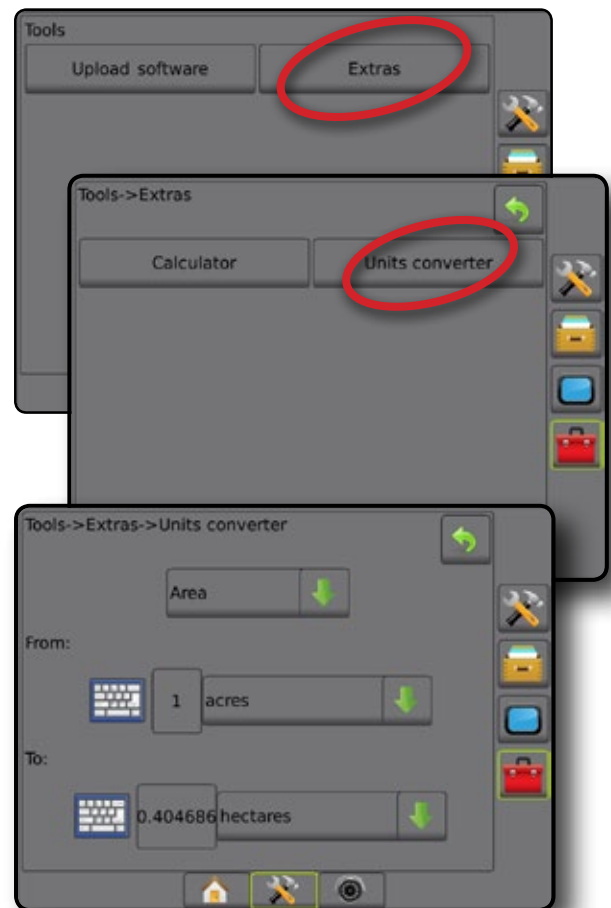 Tools
Upload software Extras
Tools->Extras
Calculator Units converter
Tools->Extras->Units converter
Area
From:
1 acres
To:
0.404686 hectares